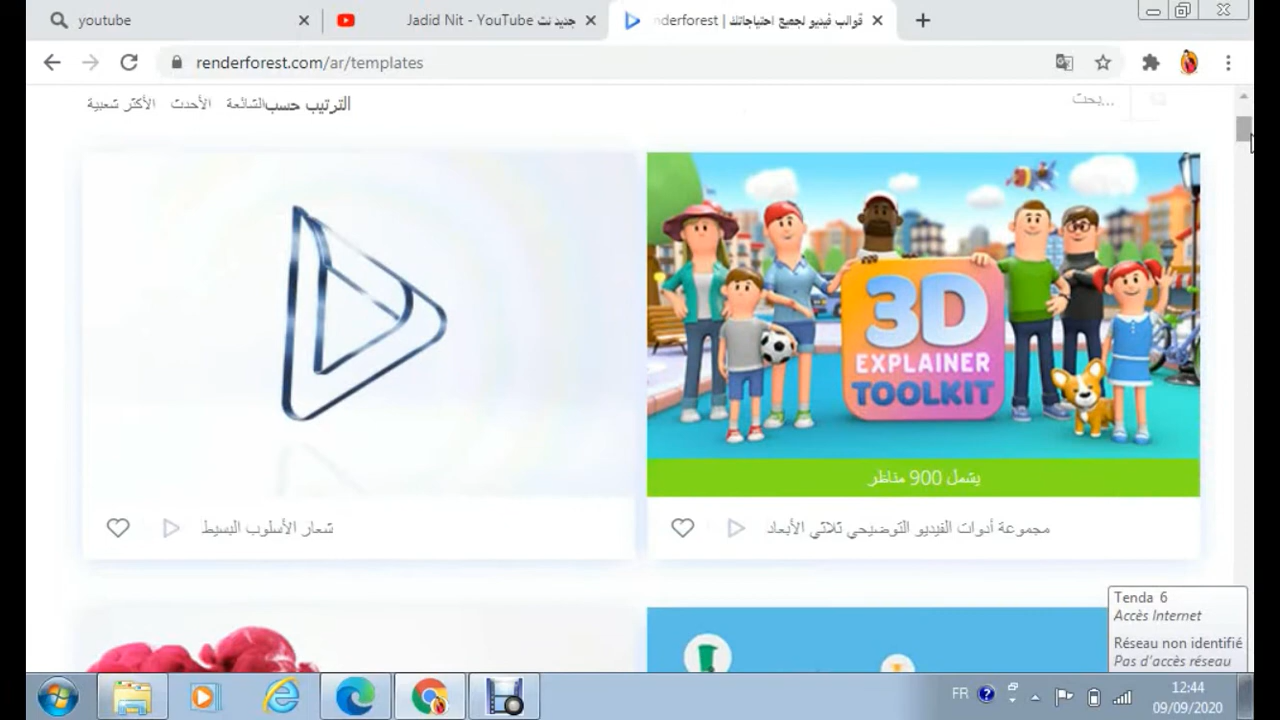 youtube
Jadid Nit - YouTube جديد نت
renderforest | قوالب فيديو لجميع احتياجاتك
renderforest.com/ar/templates
بحث...
الترتيب حسب الشائعة الأحدث الأكثر شعبية
3D
EXPLAINER
TOOLKIT
يشمل 900 مناظر
مجموعة أدوات الفيديو التوضيحي ثلاثي الأبعاد
شعار الأسلوب البسيط
Tenda 6
Accès Internet
Réseau non identifié
Pas d'accès réseau
FR
12:44
09/09/2020